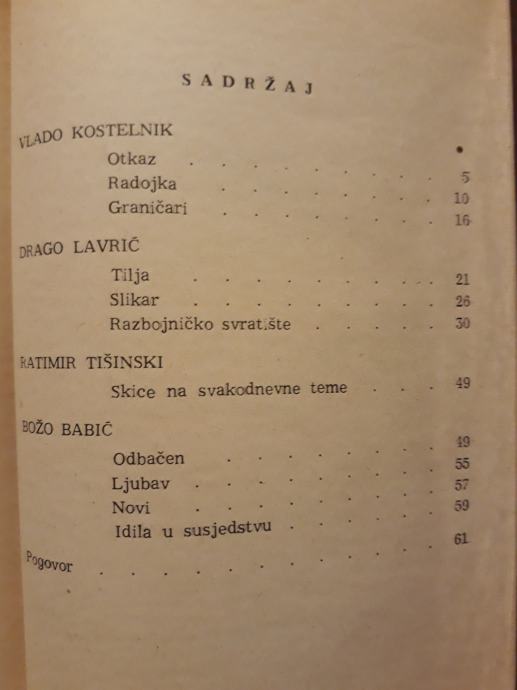 SADRŽAJ
VLADO KOSTELNIK
Otkaz . . . . . . . 5
Radojka . . . . . . 10
Graničari . . . . . . 16
DRAGO LAVRIĆ
Tilja . . . . . . . 21
Slikar . . . . . . . 26
Razbojničko svratište . . . . 30
RATIMIR TIŠINSKI
Skice na svakodnevne teme . . . 49
BOŽO BABIĆ
Odbačen . . . . . . 49
Ljubav . . . . . . . 55
Novi . . . . . . . 57
Idila u susjedstvu . . . . 59
Pogovor . . . . . . . . . . 61